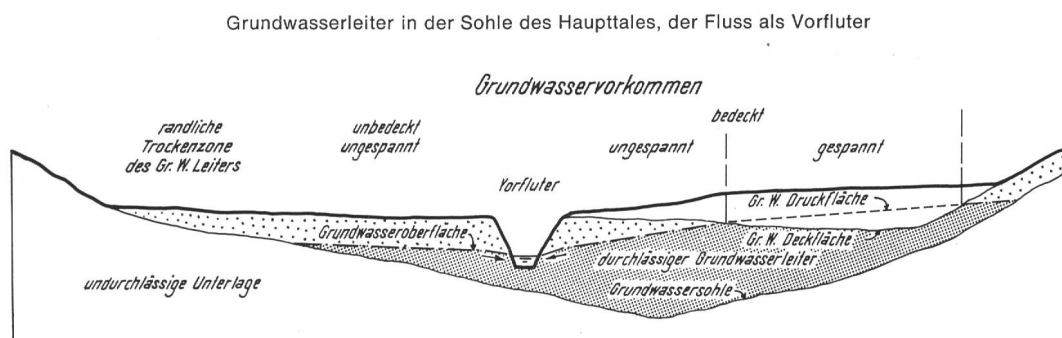 Grundwasserleiter in der Sohle des Haupttales, der Fluss als Vorfluter
Grundwasservorkommen
randliche
Trockenzone
des Gr. W. Leiters
unbedeckt
ungespannt
bedeckt
ungespannt
gespannt
Vorfluter
Gr. W. Druckfläche
Grundwasseroberfläche
Gr. W. Deckfläche
durchlässiger Grundwasserleiter
undurchlässige Unterlage
Grundwassersohle